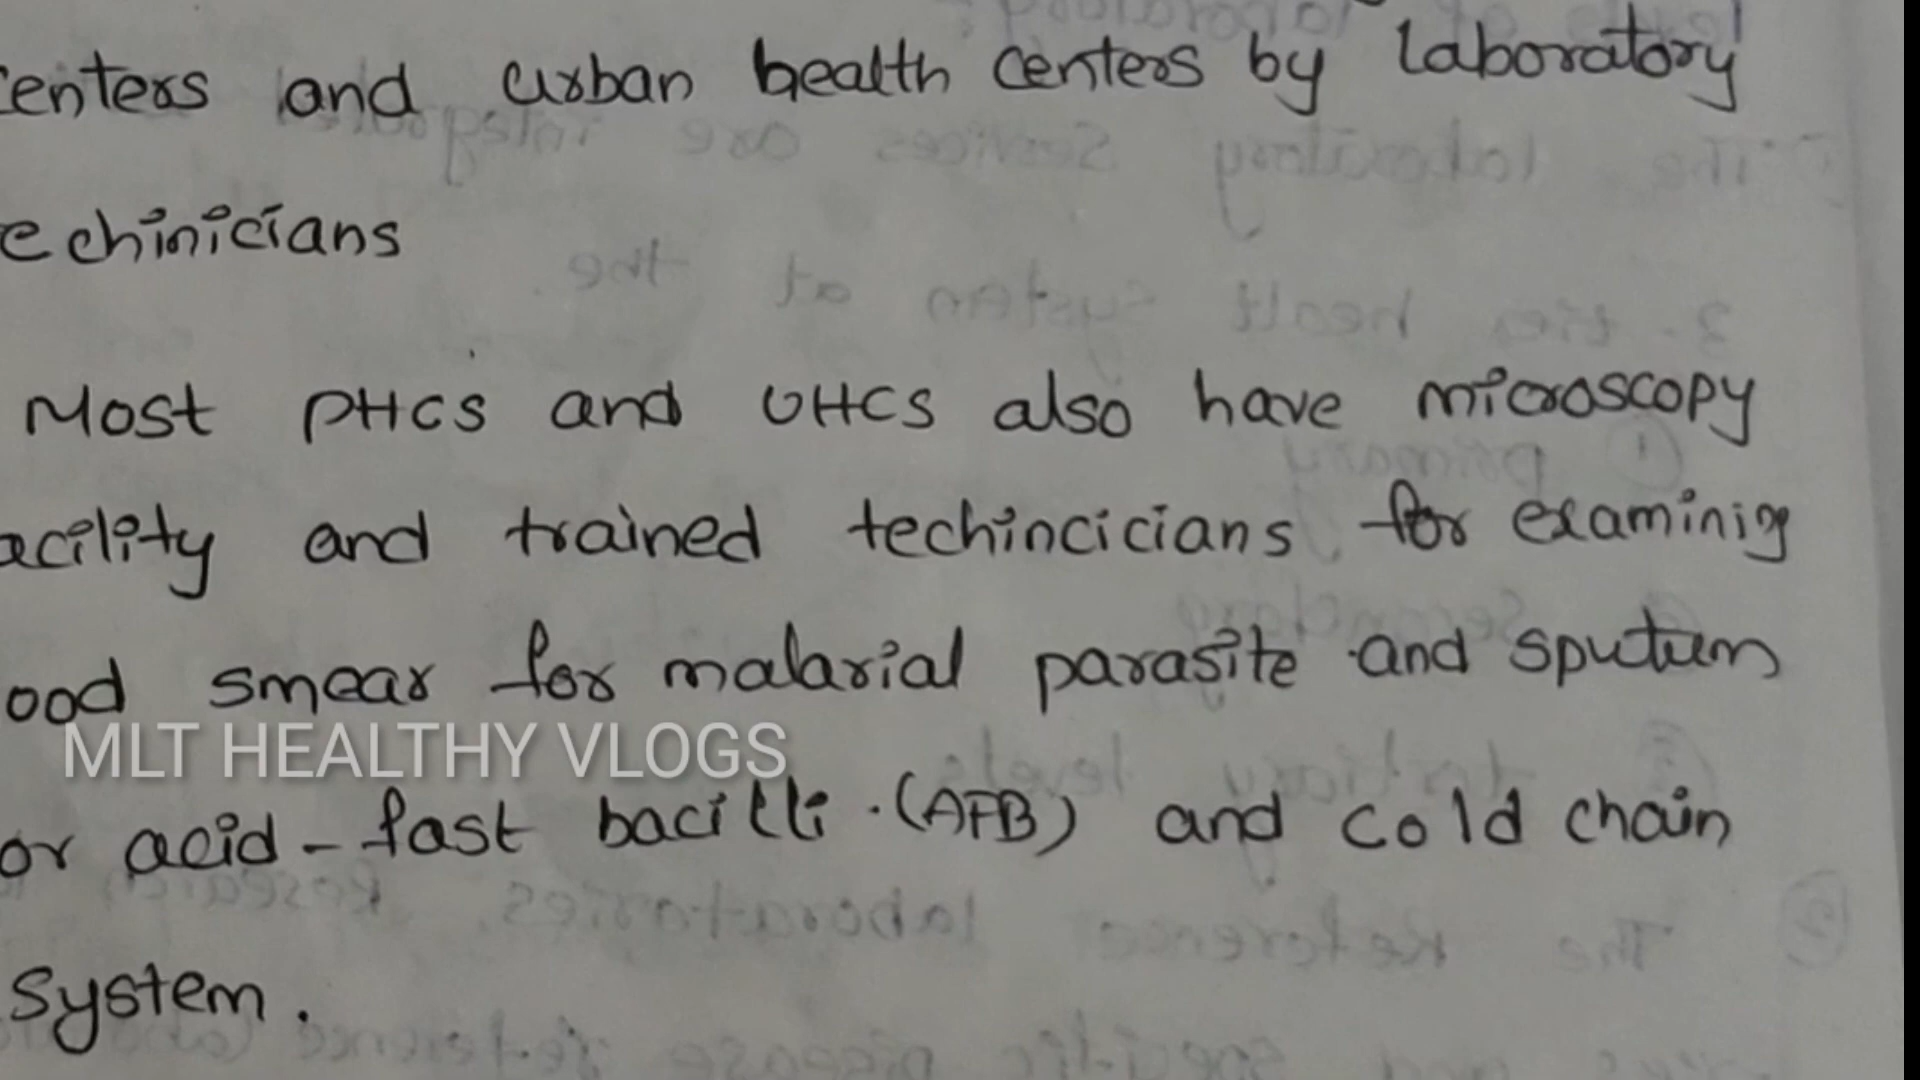 enters and urban health centers by laboratory
echinicians
Most PHCS and UHCS also have microscopy
acility and trained techincicians for examinig
ood smear for malarial parasite and sputum
MLT HEALTHY VLOGS
or acid-fast bacilli (AFB) and cold chain
system.